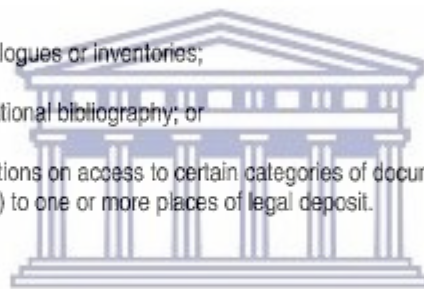 logues or inventories;
tional bibliography; or
tions on access to certain categories of docum
) to one or more places of legal deposit.